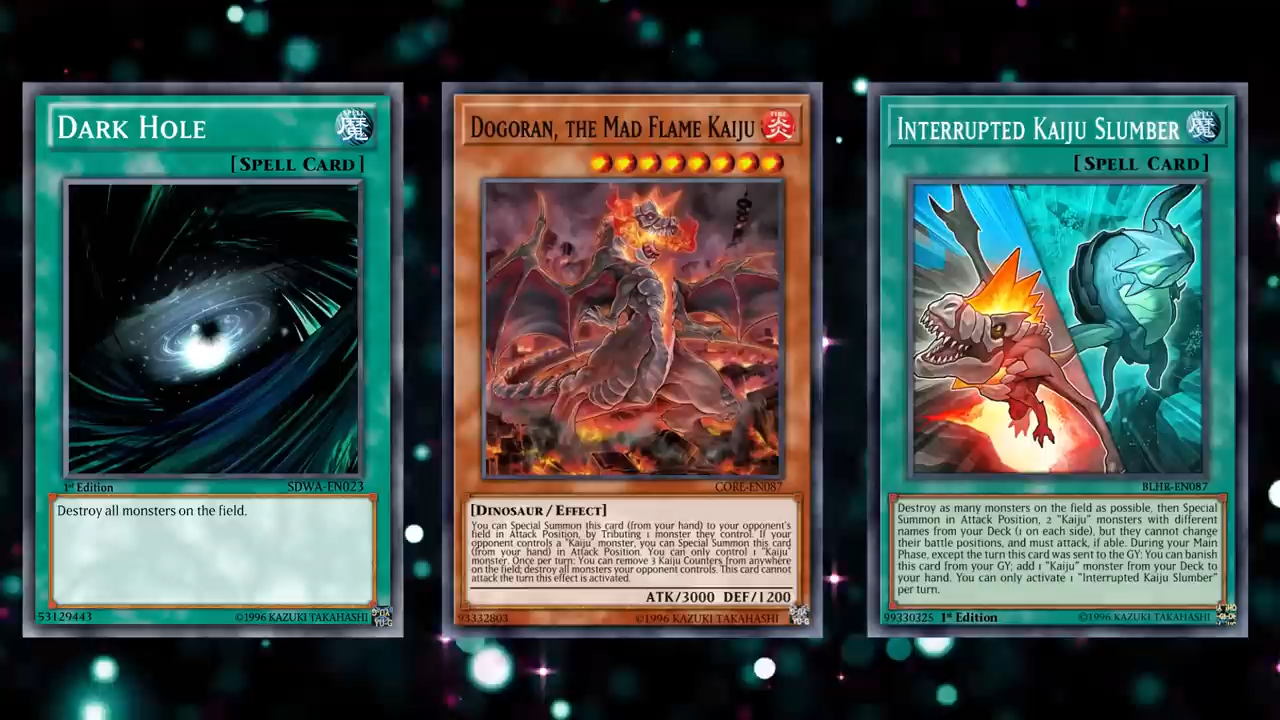 DARK HOLE
魔
[SPELL CARD]
1st Edition
SDWA-EN023
Destroy all monsters on the field.
53129443
©1996 KAZUKI TAKAHASHI
DOGORAN, THE MAD FLAME KAIJU
FIRE
炎
CORE-EN087
[DINOSAUR / EFFECT]
You can Special Summon this card (from your hand) to your opponent's
field in Attack Position, by Tributing 1 monster they control. If your
opponent controls a "Kaiju" monster, you can Special Summon this card
(from your hand) in Attack Position. You can only control 1 "Kaiju"
monster. Once per turn: You can remove 3 Kaiju Counters from anywhere
on the field; destroy all monsters your opponent controls. This card cannot
attack the turn this effect is activated.
ATK/3000 DEF/1200
93332803
©1996 KAZUKI TAKAHASHI
INTERRUPTED KAIJU SLUMBER
魔
[SPELL CARD]
BLHR-EN087
Destroy as many monsters on the field as possible, then Special
Summon in Attack Position, 2 "Kaiju" monsters with different
names from your Deck (1 on each side), but they cannot change
their battle positions, and must attack, if able. During your Main
Phase, except the turn this card was sent to the GY: You can banish
this card from your GY; add 1 "Kaiju" monster from your Deck to
your hand. You can only activate 1 "Interrupted Kaiju Slumber"
per turn.
99330325
1st Edition
©1996 KAZUKI TAKAHASHI